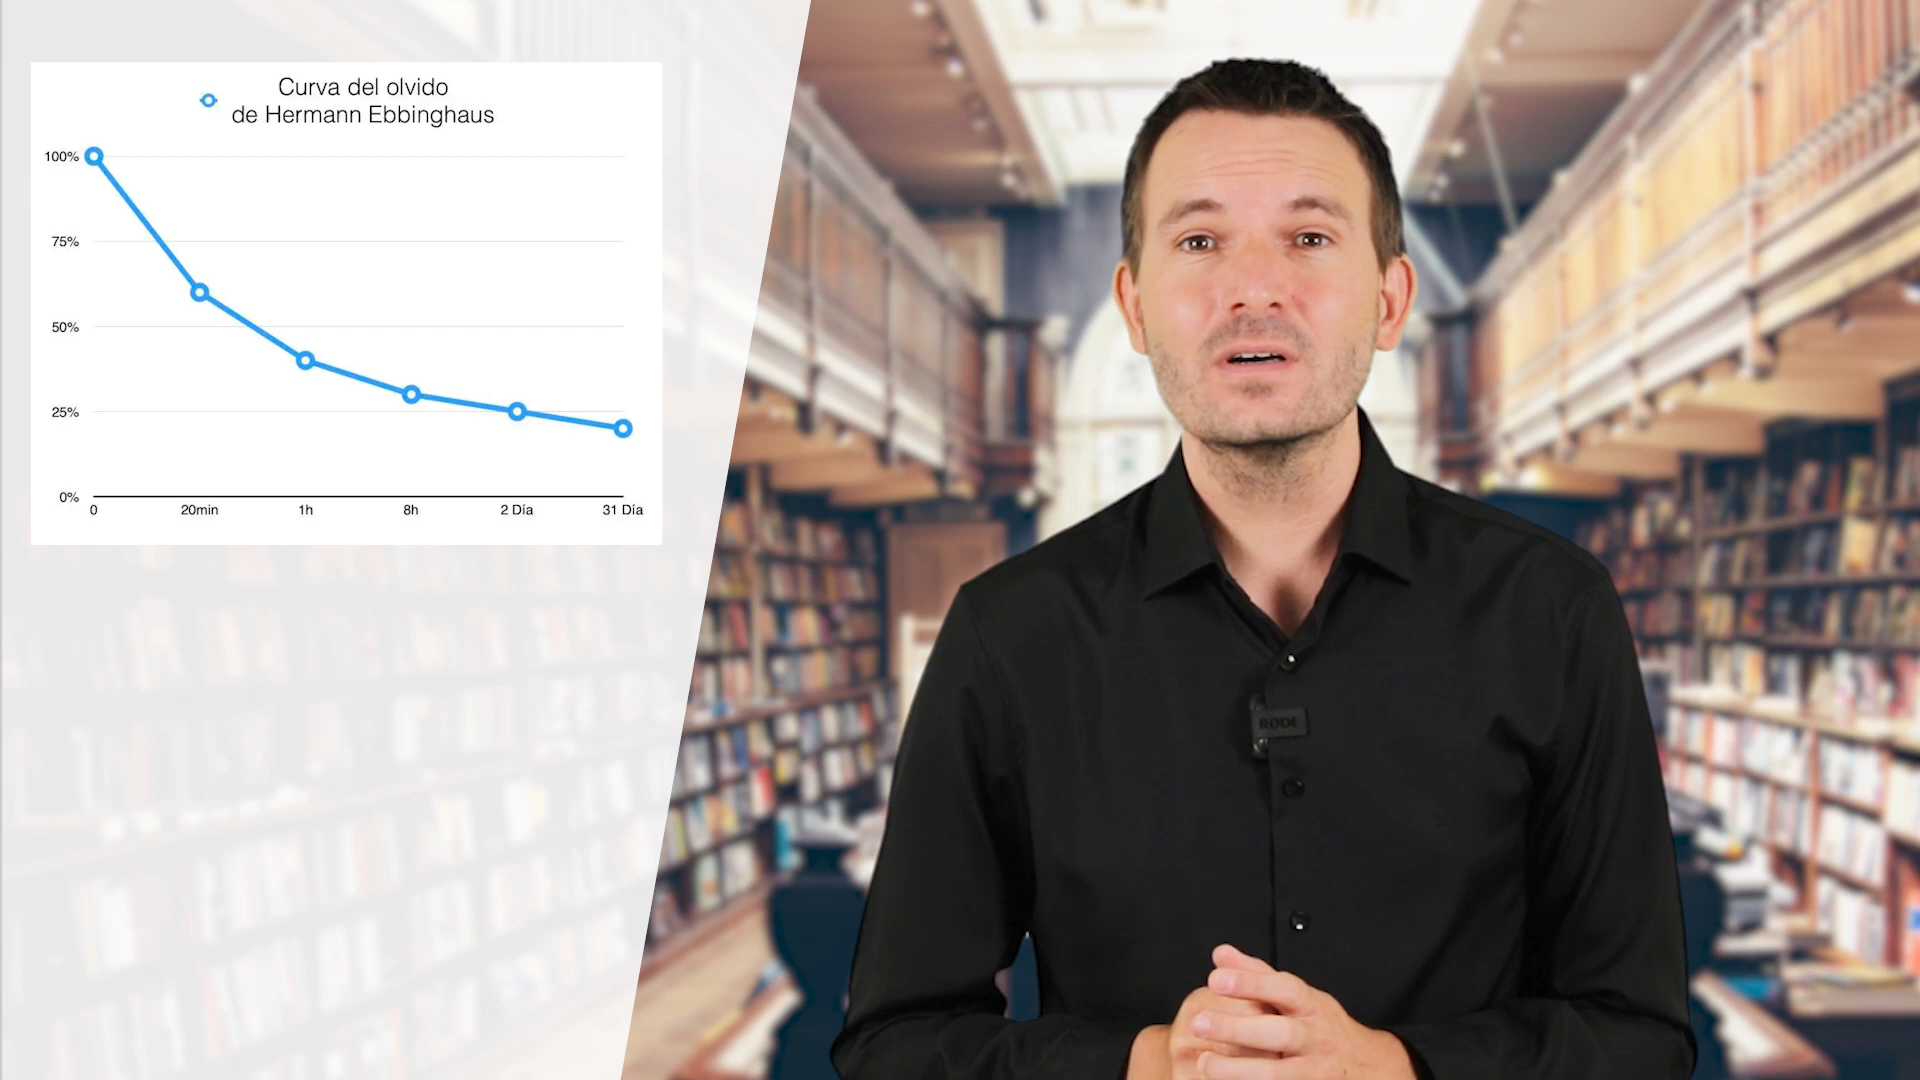 Curva del olvido
de Hermann Ebbinghaus
100%
75%
50%
25%
0%
0 20min 1h 8h 2 Día 31 Día
RODE